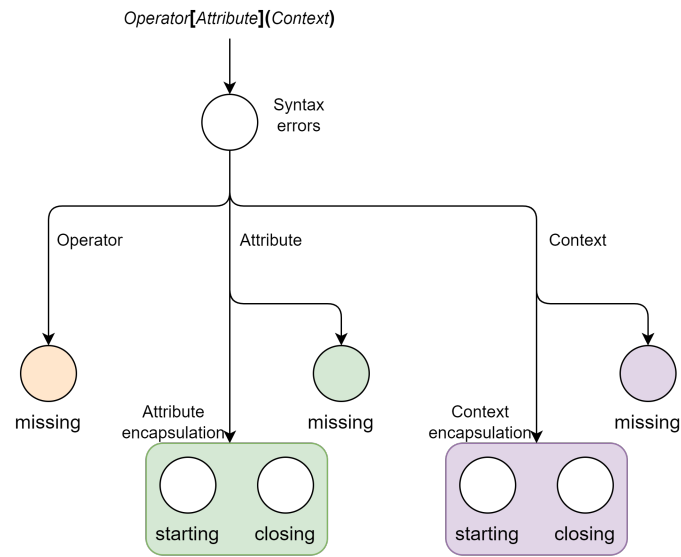 Operator[Attribute](Context)
Syntax
errors
Operator
Attribute
Context
missing
missing
missing
Attribute
encapsulation
Context
encapsulation
starting
closing
starting
closing